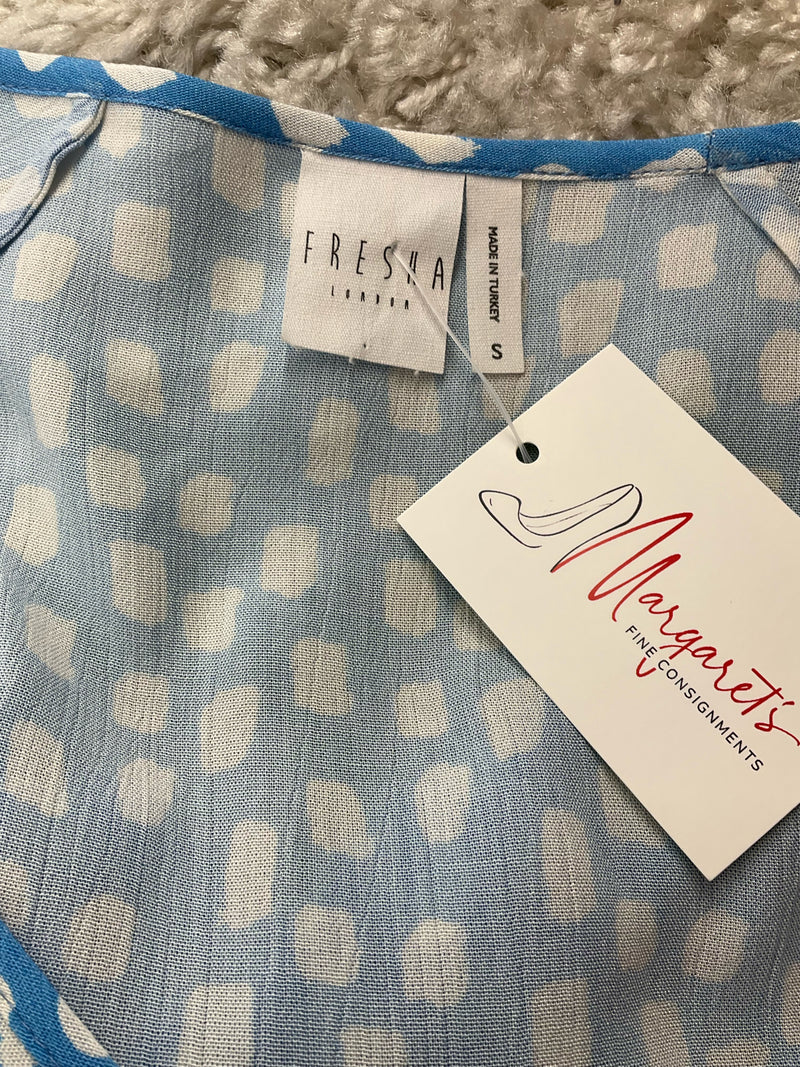 FRESHA
LONDON
MADE IN TURKEY
S
Margaret's
FINE CONSIGNMENTS